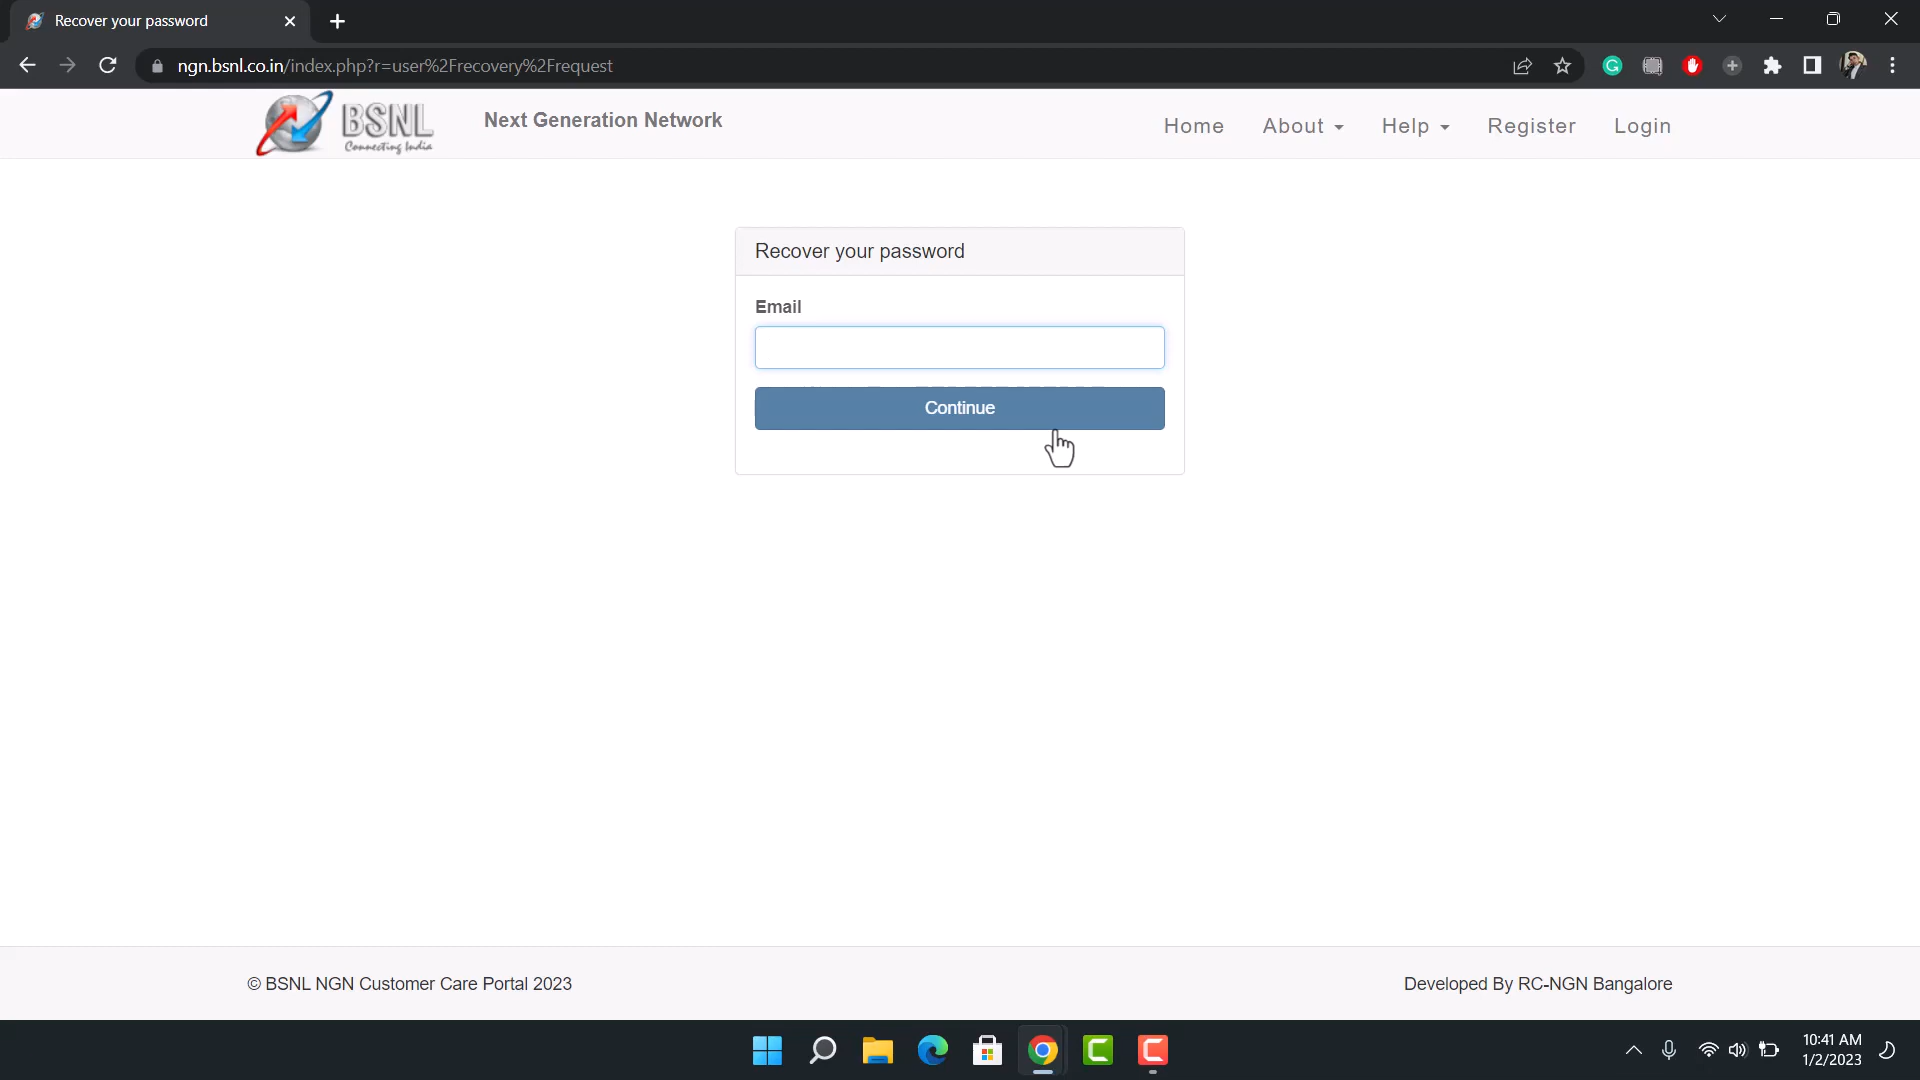 Recover your password
ngn.bsnl.co.in/index.php?r=user%2Frecovery%2Frequest
BSNL
Connecting India
Next Generation Network
Home
About
Help
Register
Login
Recover your password
Email
Continue
© BSNL NGN Customer Care Portal 2023
Developed By RC-NGN Bangalore
10:41 AM
1/2/2023